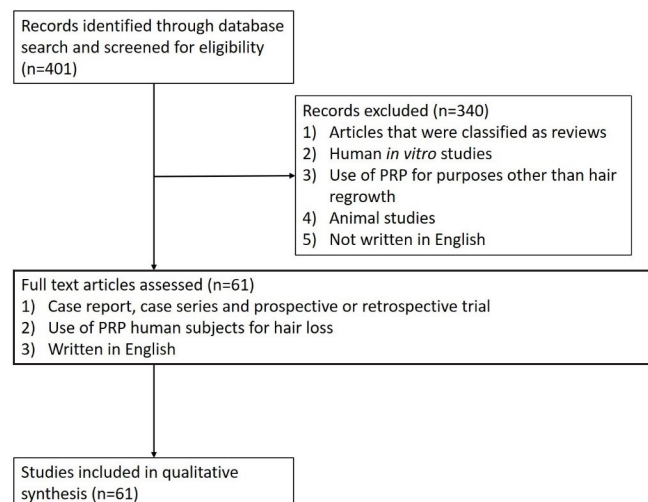 Records identified through database
search and screened for eligibility
(n=401)
Records excluded (n=340)
1) Articles that were classified as reviews
2) Human in vitro studies
3) Use of PRP for purposes other than hair
regrowth
4) Animal studies
5) Not written in English
Full text articles assessed (n=61)
1) Case report, case series and prospective or retrospective trial
2) Use of PRP human subjects for hair loss
3) Written in English
Studies included in qualitative
synthesis (n=61)